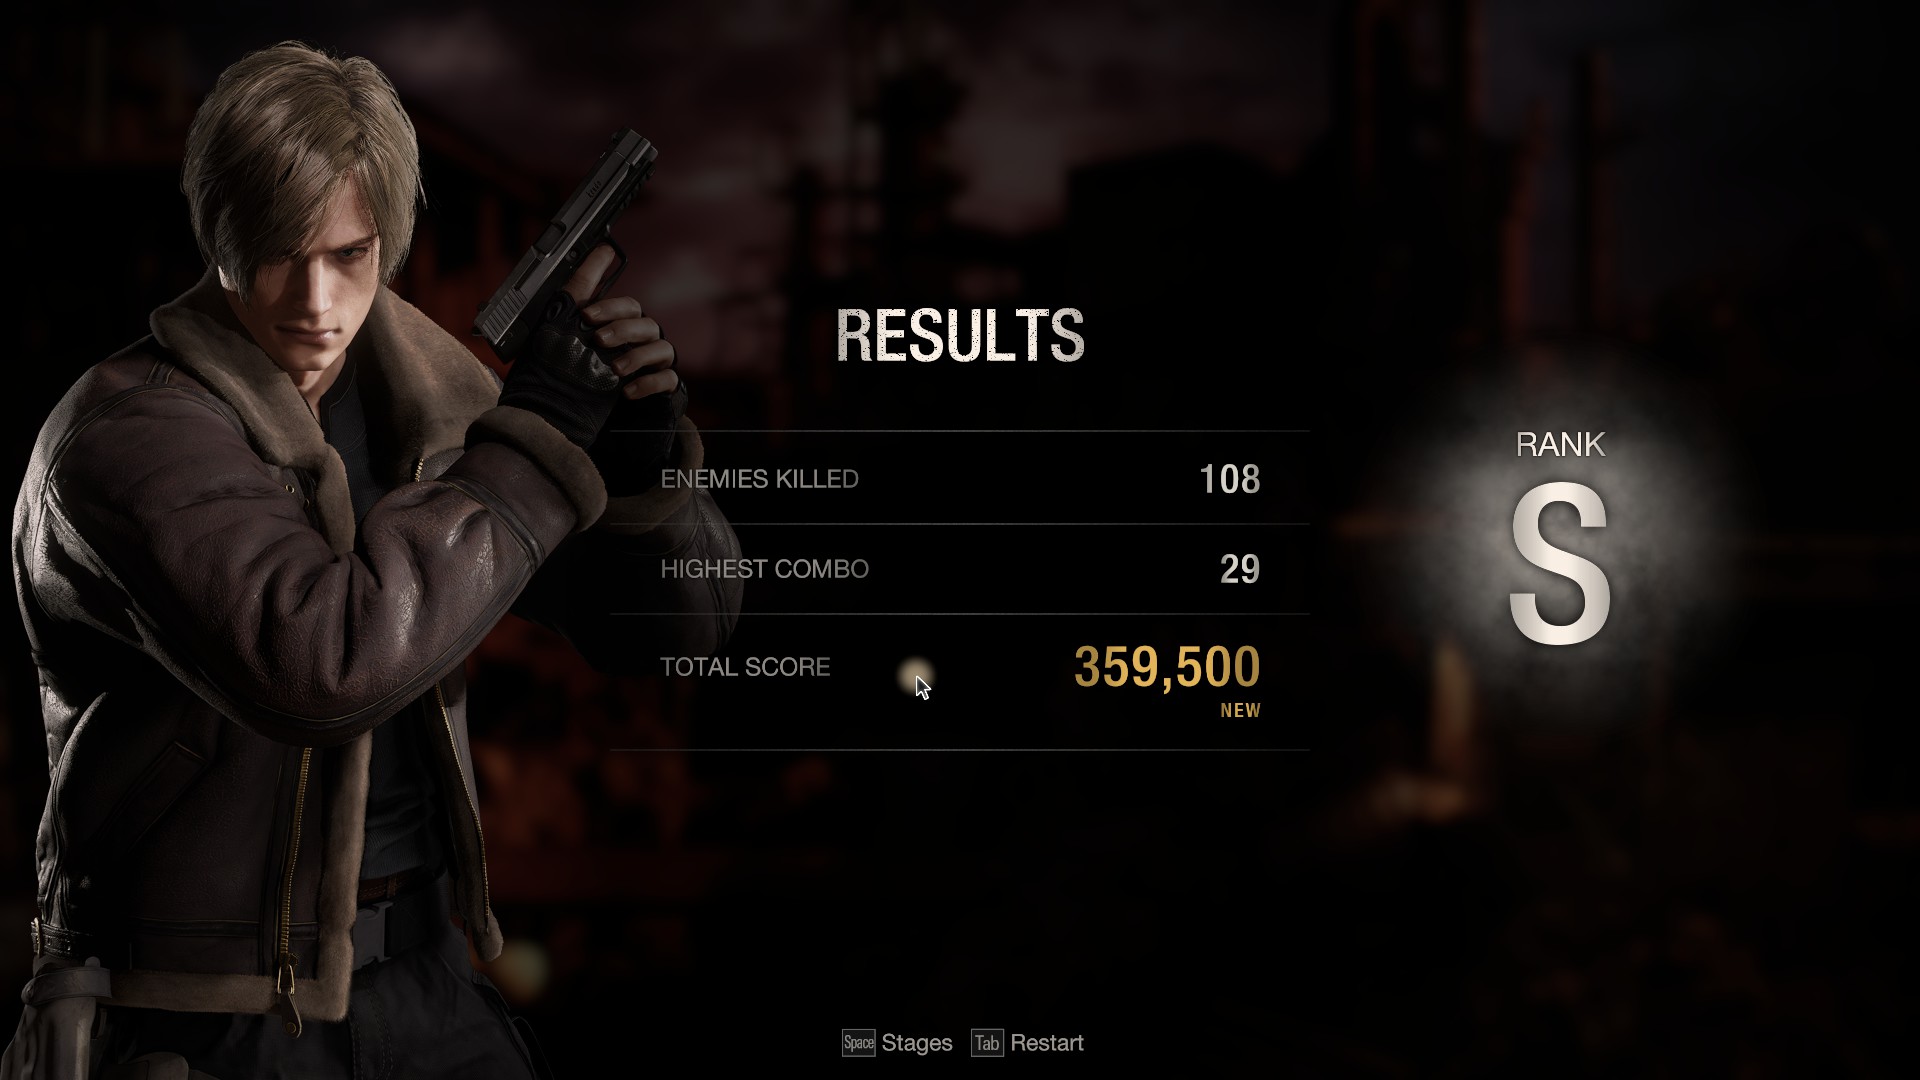 RESULTS
ENEMIES KILLED 108
HIGHEST COMBO 29
TOTAL SCORE 359,500
NEW
RANK
S
Space Stages Tab Restart